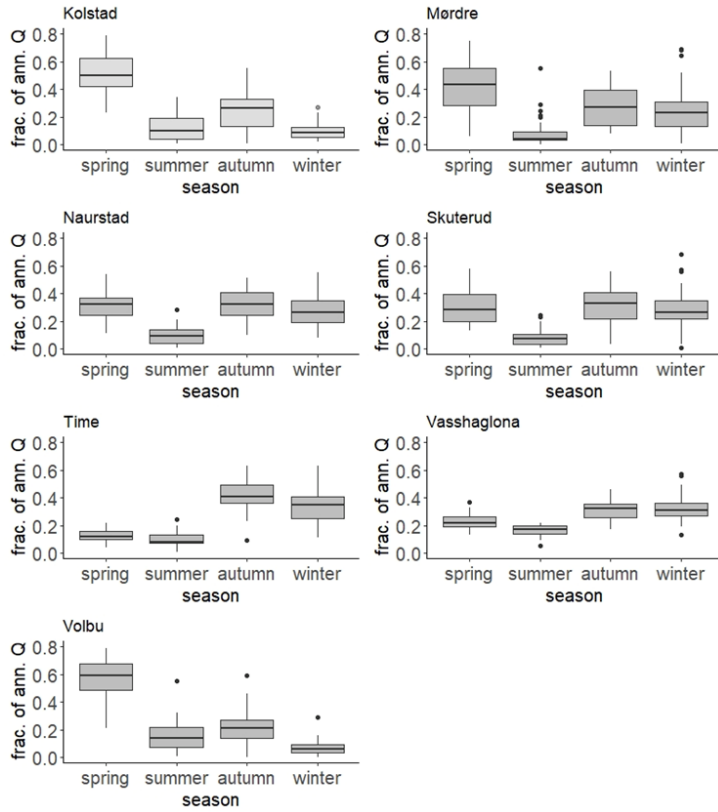 Kolstad
frac. of ann. Q
0.8
0.6
0.4
0.2
0.0
spring summer autumn winter
season
Mørdre
frac. of ann. Q
0.8
0.6
0.4
0.2
0.0
spring summer autumn winter
season
Naurstad
frac. of ann. Q
0.8
0.6
0.4
0.2
0.0
spring summer autumn winter
season
Skuterud
frac. of ann. Q
0.8
0.6
0.4
0.2
0.0
spring summer autumn winter
season
Time
frac. of ann. Q
0.8
0.6
0.4
0.2
0.0
spring summer autumn winter
season
Vasshaglona
frac. of ann. Q
0.8
0.6
0.4
0.2
0.0
spring summer autumn winter
season
Volbu
frac. of ann. Q
0.8
0.6
0.4
0.2
0.0
spring summer autumn winter
season